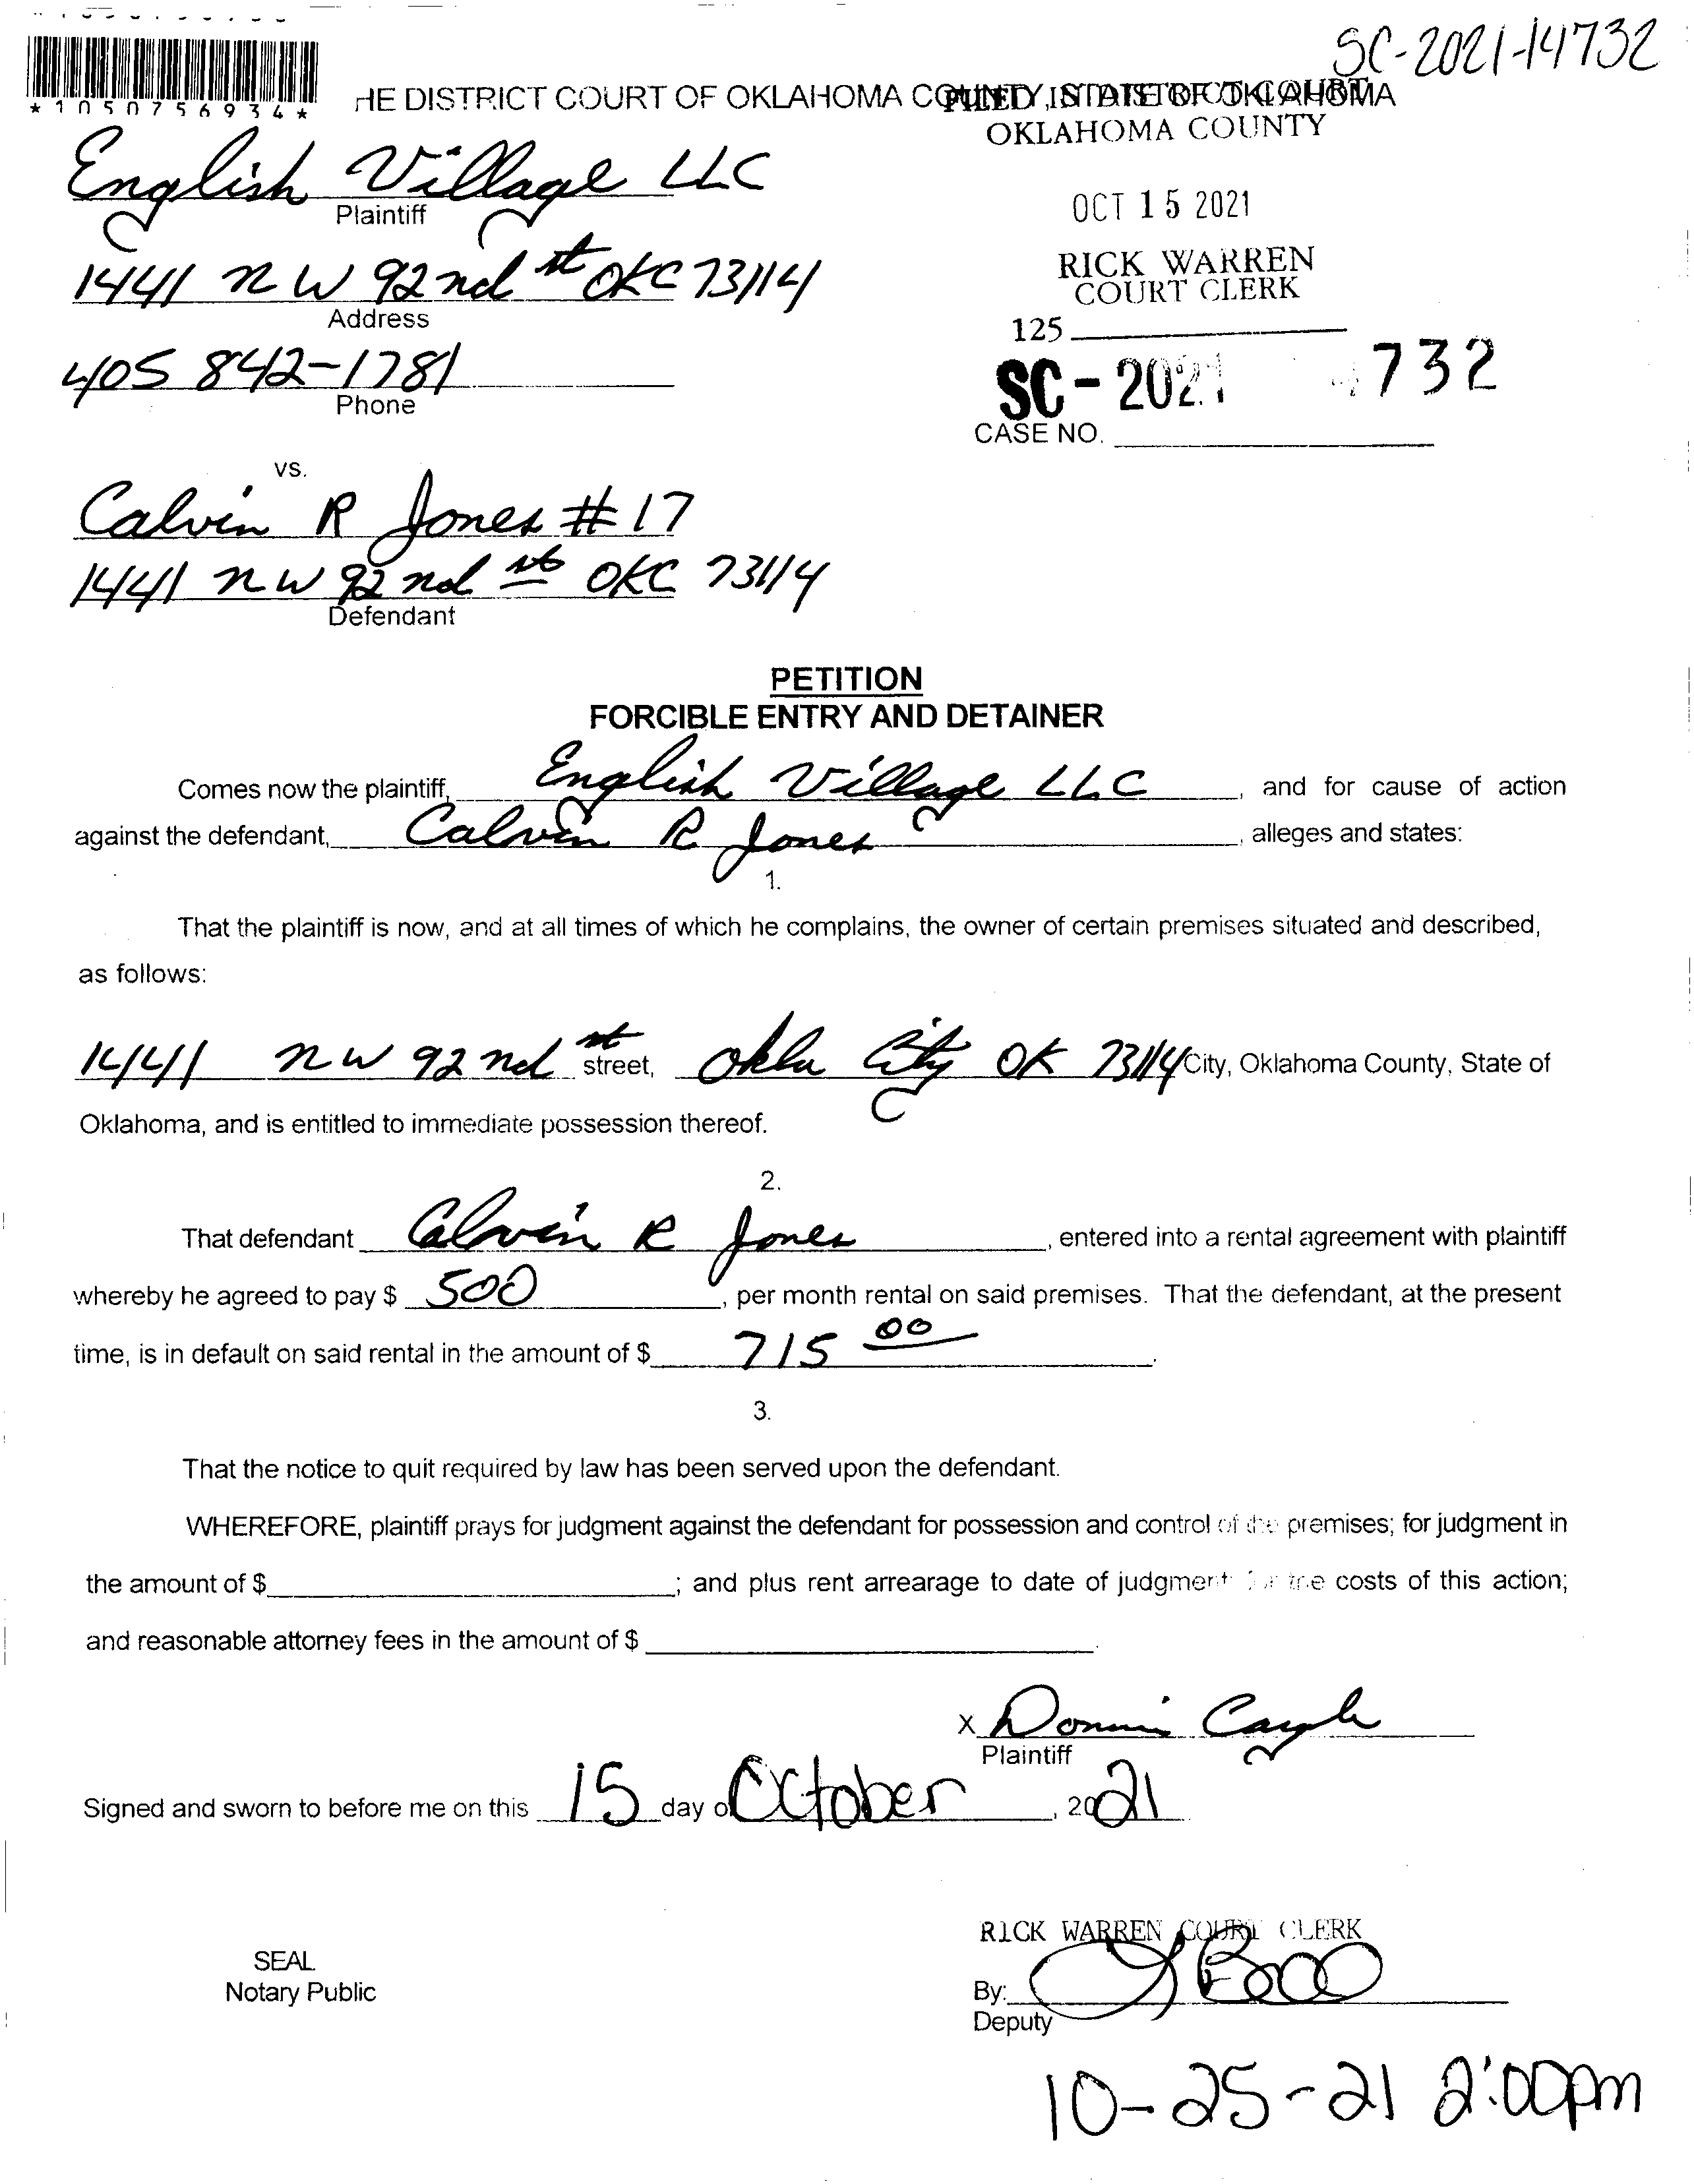 SC-2021-14732
*1050756934*
HE DISTRICT COURT OF OKLAHOMA COUNTY, STATE OF OKLAHOMA
FILED IN DISTRICT COURT
OKLAHOMA COUNTY
English Village LLC
Plaintiff
OCT 15 2021
1441 NW 92nd st OKC 73114
Address
RICK WARREN
COURT CLERK
125
405 842-1781
Phone
SC-2021 4732
CASE NO.
vs.
Calvin R Jones #17
1441 NW 92nd st OKC 73114
Defendant
PETITION
FORCIBLE ENTRY AND DETAINER
Comes now the plaintiff, English Village LLC, and for cause of action
against the defendant, Calvin R Jones, alleges and states:
1.
That the plaintiff is now, and at all times of which he complains, the owner of certain premises situated and described,
as follows:
1441 NW 92nd st street, Okla City OK 73114 City, Oklahoma County, State of
Oklahoma, and is entitled to immediate possession thereof.
2.
That defendant Calvin R Jones, entered into a rental agreement with plaintiff
whereby he agreed to pay $ 500, per month rental on said premises. That the defendant, at the present
time, is in default on said rental in the amount of $ 715 00.
3.
That the notice to quit required by law has been served upon the defendant.
WHEREFORE, plaintiff prays for judgment against the defendant for possession and control of the premises; for judgment in
the amount of $ ; and plus rent arrearage to date of judgment for the costs of this action;
and reasonable attorney fees in the amount of $ .
X Donnie
Plaintiff
Signed and sworn to before me on this 15 day of October, 2021
RICK WARREN COURT CLERK
SEAL
Notary Public
By:
Deputy
10-25-21 2:00pm